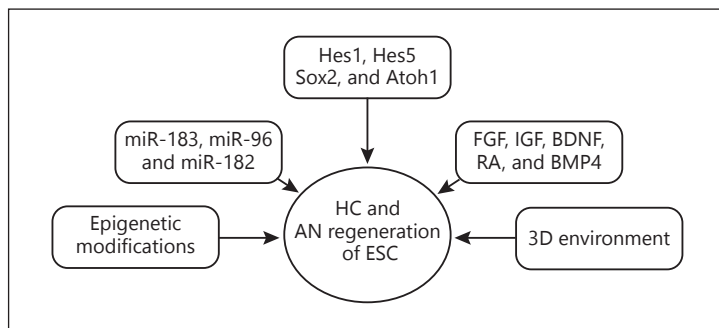 Hes1, Hes5
Sox2, and Atoh1
miR-183, miR-96
and miR-182
FGF, IGF, BDNF,
RA, and BMP4
HC and
AN regeneration
of ESC
Epigenetic
modifications
3D environment